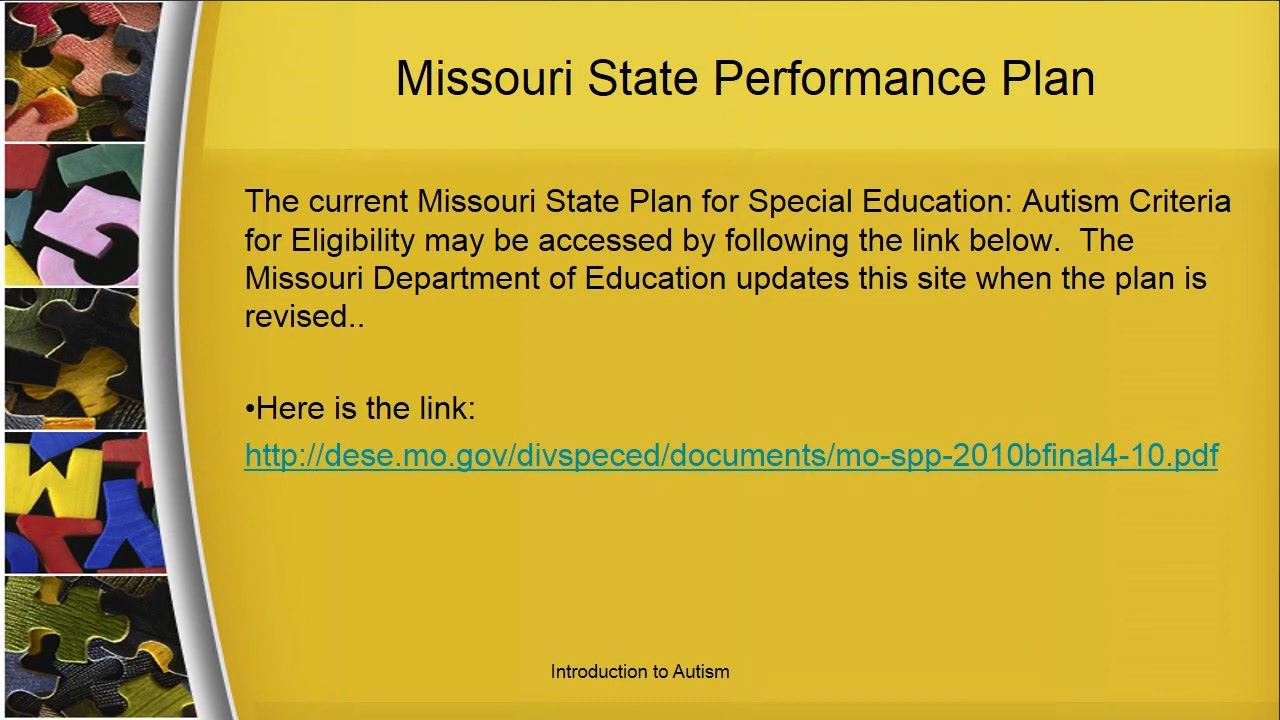 Missouri State Performance Plan
The current Missouri State Plan for Special Education: Autism Criteria
for Eligibility may be accessed by following the link below.  The
Missouri Department of Education updates this site when the plan is
revised..
•Here is the link:
http://dese.mo.gov/divspeced/documents/mo-spp-2010bfinal4-10.pdf
Introduction to Autism